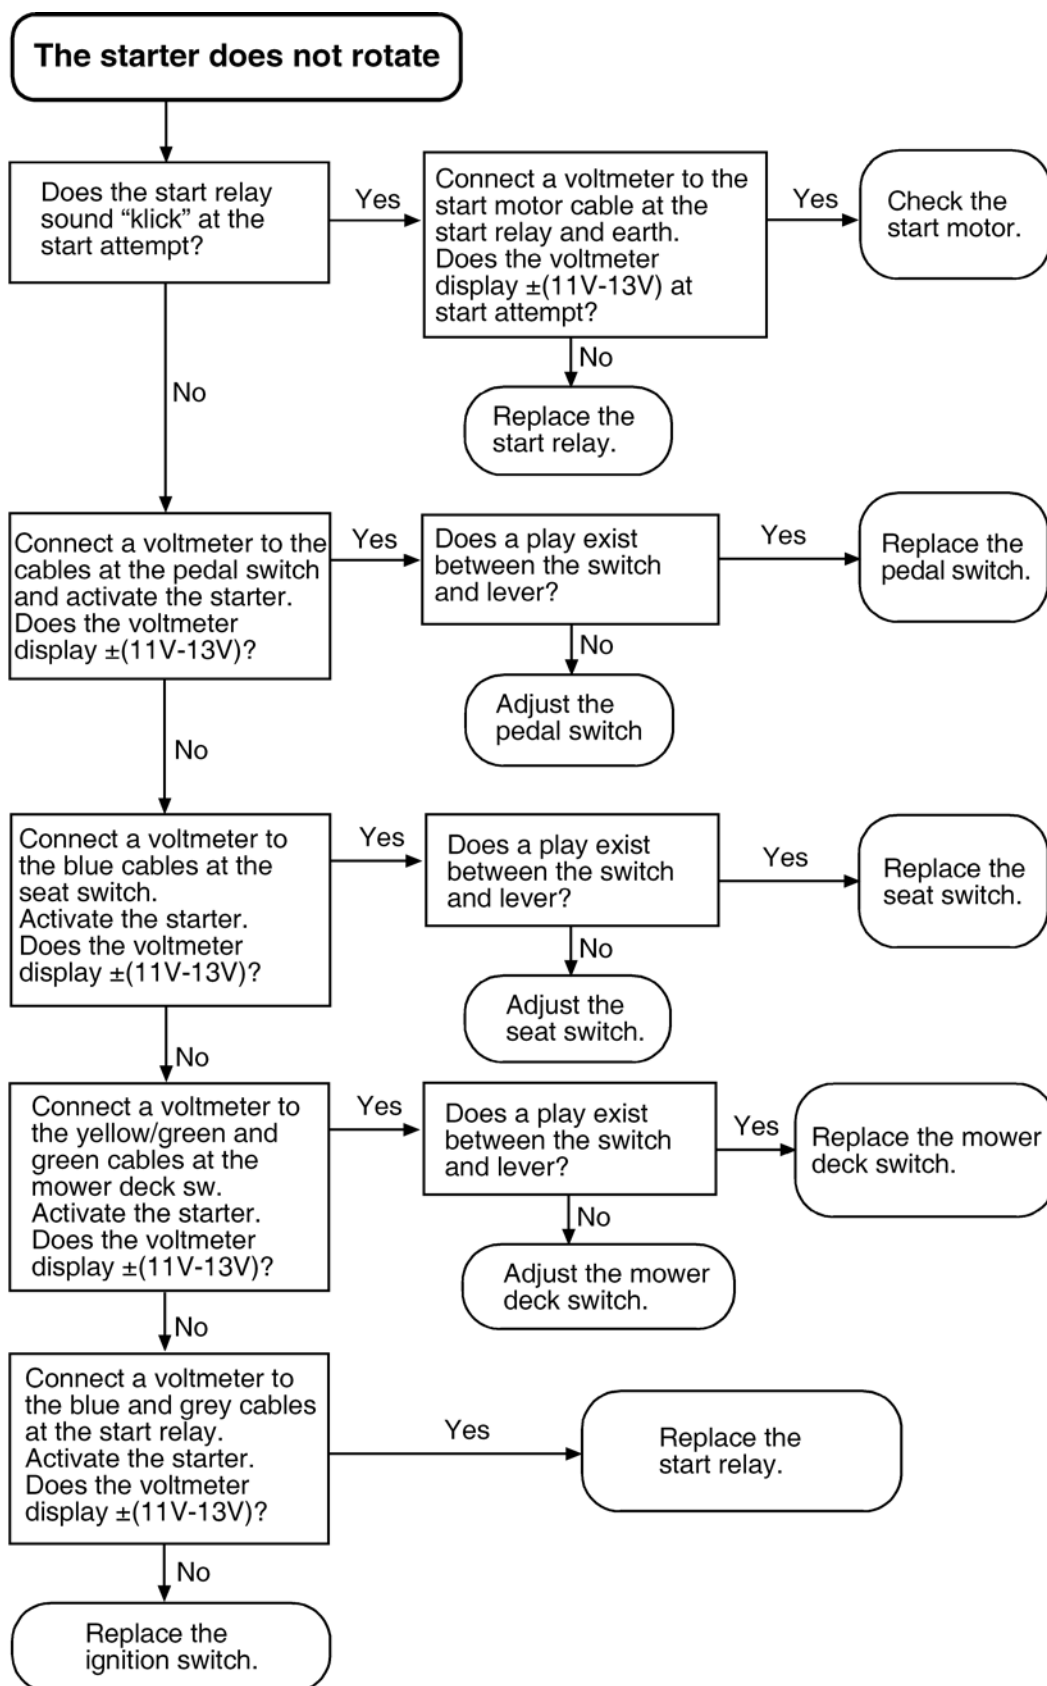 The starter does not rotate
Does the start relay
sound “klick” at the
start attempt?
Yes
Connect a voltmeter to the
start motor cable at the
start relay and earth.
Does the voltmeter
display ±(11V-13V) at
start attempt?
Yes
Check the
start motor.
No
Replace the
start relay.
No
Connect a voltmeter to the
cables at the pedal switch
and activate the starter.
Does the voltmeter
display ±(11V-13V)?
Yes
Does a play exist
between the switch
and lever?
Yes
Replace the
pedal switch.
No
Adjust the
pedal switch
No
Connect a voltmeter to
the blue cables at the
seat switch.
Activate the starter.
Does the voltmeter
display ±(11V-13V)?
Yes
Does a play exist
between the switch
and lever?
Yes
Replace the
seat switch.
No
Adjust the
seat switch.
No
Connect a voltmeter to
the yellow/green and
green cables at the
mower deck sw.
Activate the starter.
Does the voltmeter
display ±(11V-13V)?
Yes
Does a play exist
between the switch
and lever?
Yes
Replace the mower
deck switch.
No
Adjust the mower
deck switch.
No
Connect a voltmeter to
the blue and grey cables
at the start relay.
Activate the starter.
Does the voltmeter
display ±(11V-13V)?
Yes
Replace the
start relay.
No
Replace the
ignition switch.